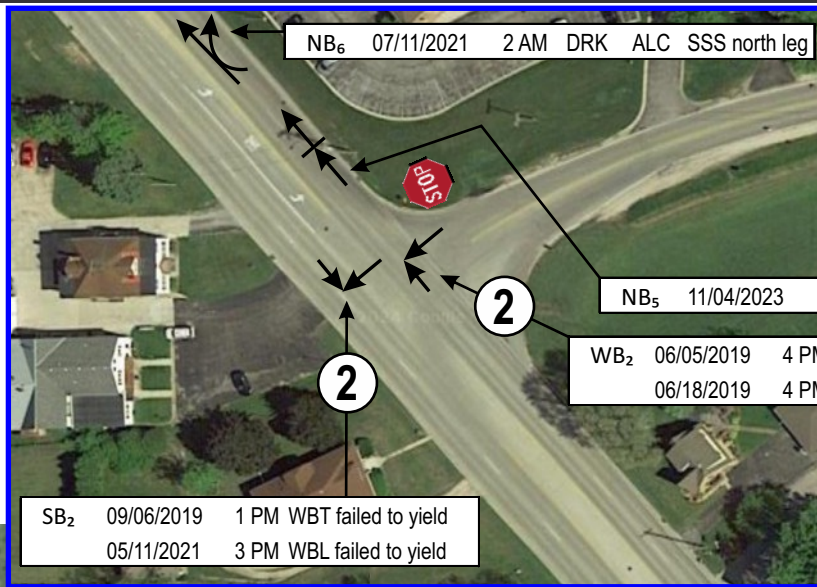 NB₆ 07/11/2021 2 AM DRK ALC SSS north leg
STOP
NB₅ 11/04/2023
2
WB₂ 06/05/2019 4 PM
06/18/2019 4 PM
2
SB₂ 09/06/2019 1 PM WBT failed to yield
05/11/2021 3 PM WBL failed to yield